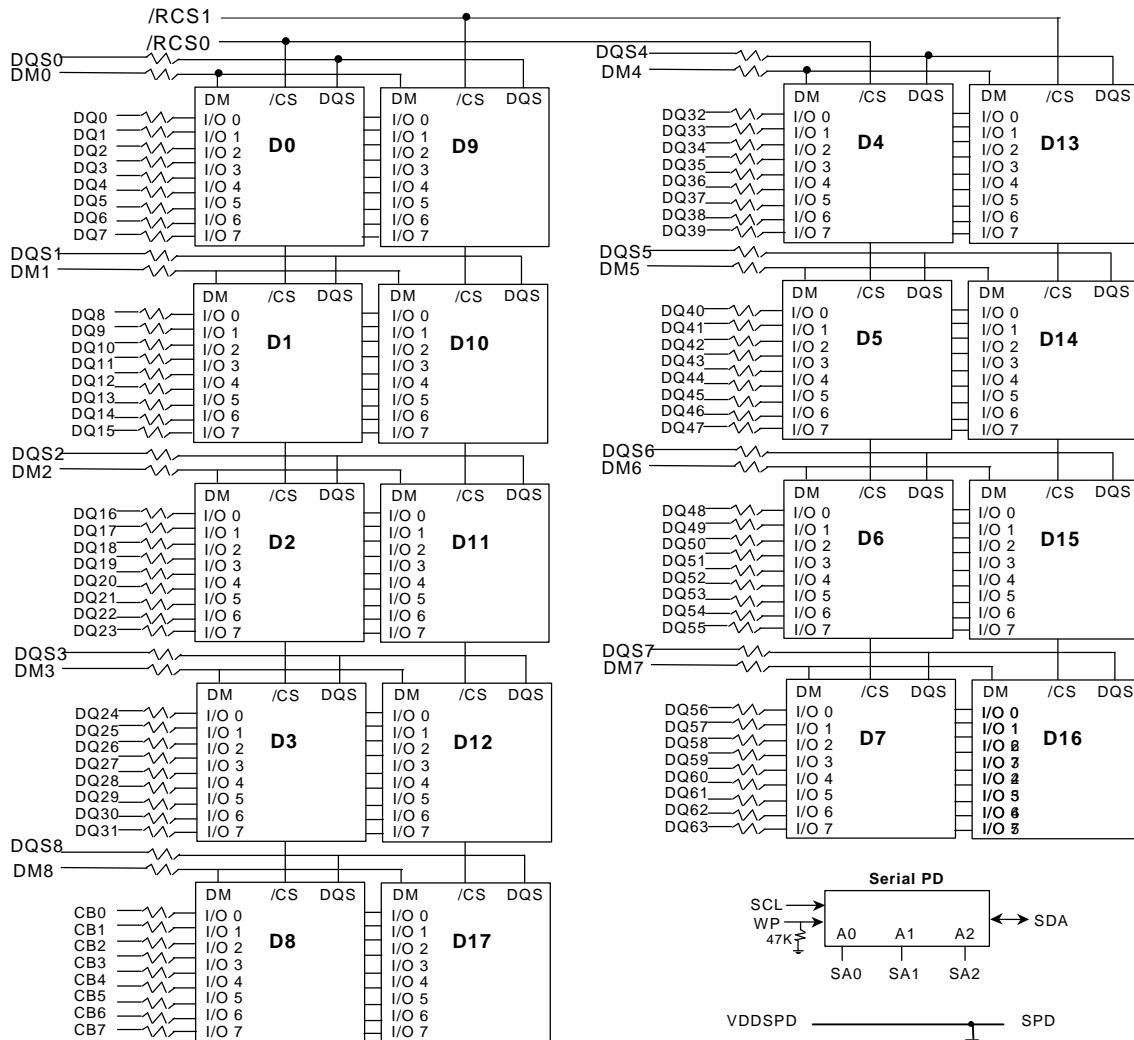 /RCS1
/RCS0
DQS0
DM0
DM /CS DQS DM /CS DQS
DQ0 I/O 0 I/O 0
DQ1 I/O 1 I/O 1
DQ2 I/O 2 I/O 2
DQ3 I/O 3 I/O 3
DQ4 I/O 4 I/O 4
DQ5 I/O 5 I/O 5
DQ6 I/O 6 I/O 6
DQ7 I/O 7 I/O 7
D0 D9
DQS1
DM1
DM /CS DQS DM /CS DQS
DQ8 I/O 0 I/O 0
DQ9 I/O 1 I/O 1
DQ10 I/O 2 I/O 2
DQ11 I/O 3 I/O 3
DQ12 I/O 4 I/O 4
DQ13 I/O 5 I/O 5
DQ14 I/O 6 I/O 6
DQ15 I/O 7 I/O 7
D1 D10
DQS2
DM2
DM /CS DQS DM /CS DQS
DQ16 I/O 0 I/O 0
DQ17 I/O 1 I/O 1
DQ18 I/O 2 I/O 2
DQ19 I/O 3 I/O 3
DQ20 I/O 4 I/O 4
DQ21 I/O 5 I/O 5
DQ22 I/O 6 I/O 6
DQ23 I/O 7 I/O 7
D2 D11
DQS3
DM3
DM /CS DQS DM /CS DQS
DQ24 I/O 0 I/O 0
DQ25 I/O 1 I/O 1
DQ26 I/O 2 I/O 2
DQ27 I/O 3 I/O 3
DQ28 I/O 4 I/O 4
DQ29 I/O 5 I/O 5
DQ30 I/O 6 I/O 6
DQ31 I/O 7 I/O 7
D3 D12
DQS8
DM8
DM /CS DQS DM /CS DQS
CB0 I/O 0 I/O 0
CB1 I/O 1 I/O 1
CB2 I/O 2 I/O 2
CB3 I/O 3 I/O 3
CB4 I/O 4 I/O 4
CB5 I/O 5 I/O 5
CB6 I/O 6 I/O 6
CB7 I/O 7 I/O 7
D8 D17
DQS4
DM4
DM /CS DQS DM /CS DQS
DQ32 I/O 0 I/O 0
DQ33 I/O 1 I/O 1
DQ34 I/O 2 I/O 2
DQ35 I/O 3 I/O 3
DQ36 I/O 4 I/O 4
DQ37 I/O 5 I/O 5
DQ38 I/O 6 I/O 6
DQ39 I/O 7 I/O 7
D4 D13
DQS5
DM5
DM /CS DQS DM /CS DQS
DQ40 I/O 0 I/O 0
DQ41 I/O 1 I/O 1
DQ42 I/O 2 I/O 2
DQ43 I/O 3 I/O 3
DQ44 I/O 4 I/O 4
DQ45 I/O 5 I/O 5
DQ46 I/O 6 I/O 6
DQ47 I/O 7 I/O 7
D5 D14
DQS6
DM6
DM /CS DQS DM /CS DQS
DQ48 I/O 0 I/O 0
DQ49 I/O 1 I/O 1
DQ50 I/O 2 I/O 2
DQ51 I/O 3 I/O 3
DQ52 I/O 4 I/O 4
DQ53 I/O 5 I/O 5
DQ54 I/O 6 I/O 6
DQ55 I/O 7 I/O 7
D6 D15
DQS7
DM7
DM /CS DQS DM /CS DQS
DQ56 I/O 0 I/O 0
DQ57 I/O 1 I/O 1
DQ58 I/O 2 I/O
DQ59 I/O 3 I/O
DQ60 I/O 4 I/O
DQ61 I/O 5 I/O
DQ62 I/O 6 I/O
DQ63 I/O 7 I/O
D7 D16
Serial PD
SCL
WP
47K
A0 A1 A2
SDA
SA0 SA1 SA2
VDDSPD SPD